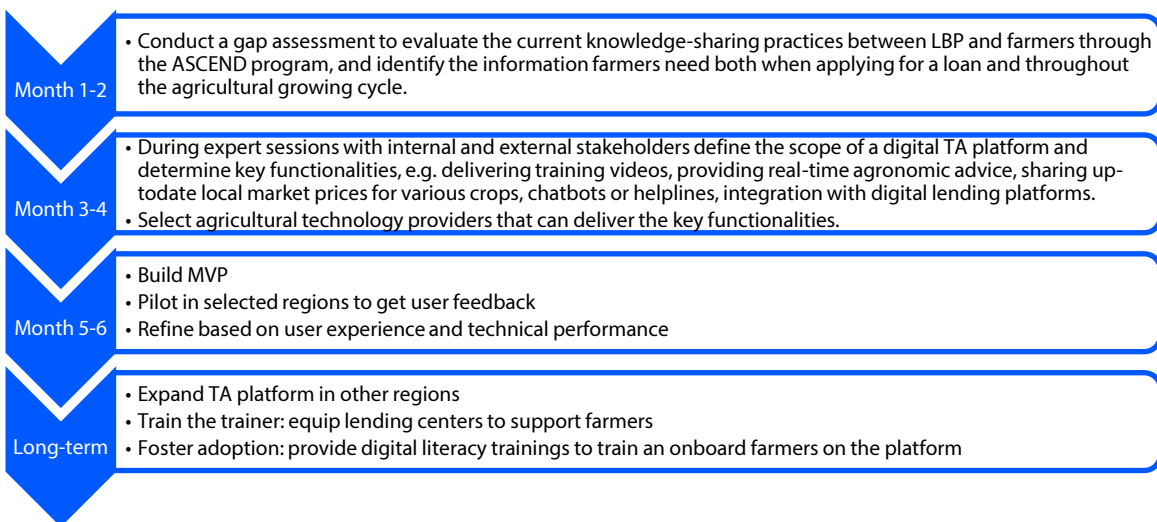 Month 1-2
• Conduct a gap assessment to evaluate the current knowledge-sharing practices between LBP and farmers through
the ASCEND program, and identify the information farmers need both when applying for a loan and throughout
the agricultural growing cycle.
Month 3-4
• During expert sessions with internal and external stakeholders define the scope of a digital TA platform and
determine key functionalities, e.g. delivering training videos, providing real-time agronomic advice, sharing up-
todate local market prices for various crops, chatbots or helplines, integration with digital lending platforms.
• Select agricultural technology providers that can deliver the key functionalities.
Month 5-6
• Build MVP
• Pilot in selected regions to get user feedback
• Refine based on user experience and technical performance
Long-term
• Expand TA platform in other regions
• Train the trainer: equip lending centers to support farmers
• Foster adoption: provide digital literacy trainings to train an onboard farmers on the platform